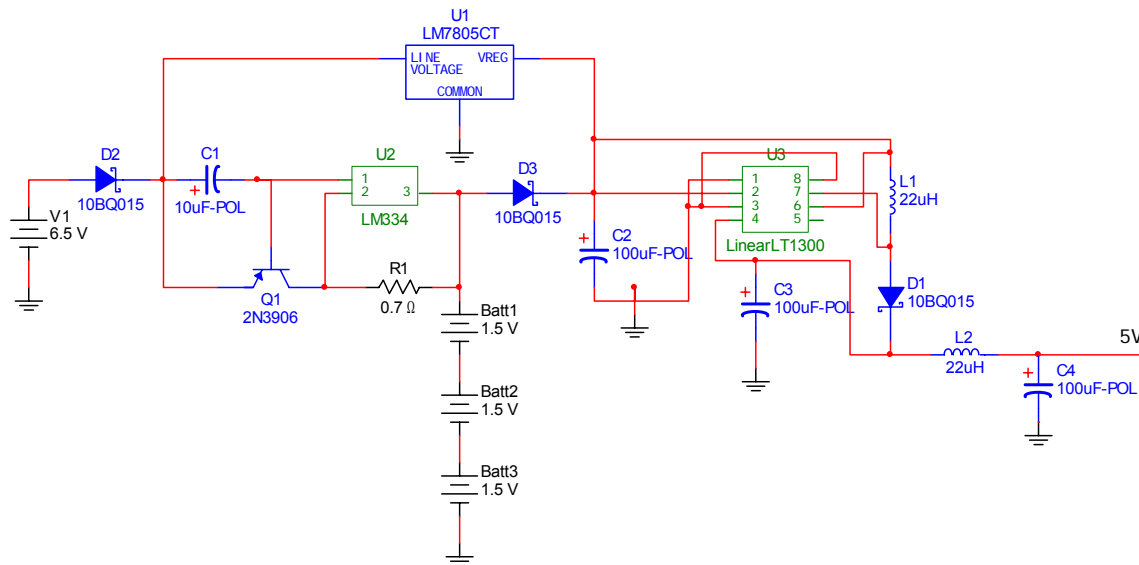 U1
LM7805CT
LINE VREG
VOLTAGE
COMMON
D2
10BQ015
C1
+
10uF-POL
U2
1
2 3
LM334
D3
10BQ015
U3
1 8
2 7
3 6
4 5
LinearLT1300
L1
22uH
V1
6.5 V
Q1
2N3906
R1
0.7 Ω
+
C2
100uF-POL
+
C3
100uF-POL
D1
10BQ015
L2
22uH
5V
+
C4
100uF-POL
Batt1
1.5 V
Batt2
1.5 V
Batt3
1.5 V